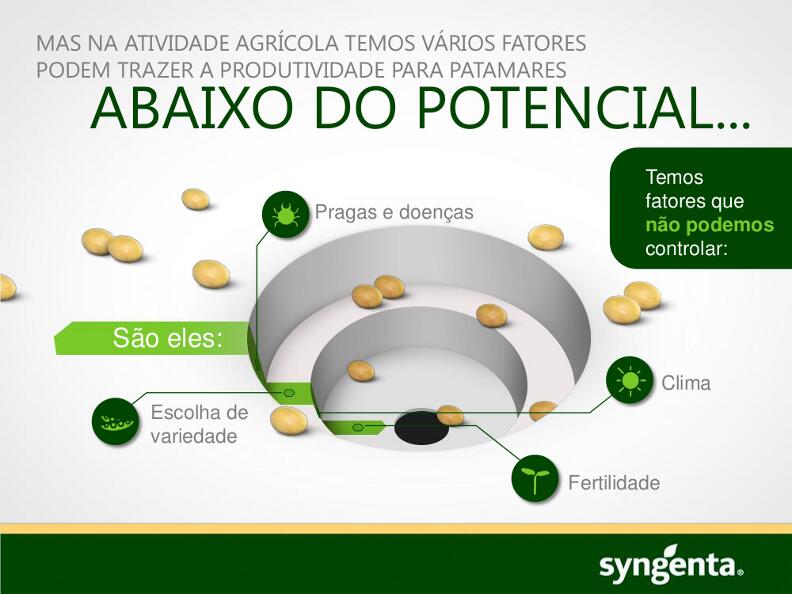 MAS NA ATIVIDADE AGRÍCOLA TEMOS VÁRIOS FATORES
PODEM TRAZER A PRODUTIVIDADE PARA PATAMARES
ABAIXO DO POTENCIAL...
Temos
fatores que
não podemos
controlar:
Pragas e doenças
São eles:
Clima
Escolha de
variedade
Fertilidade
syngenta®